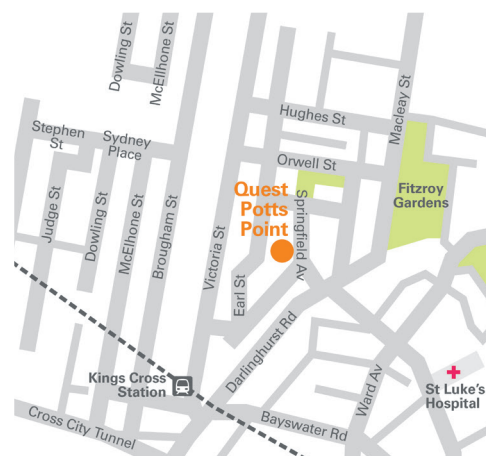 Dowling St
McEllhone St
Macleay St
Hughes St
Stephen
St
Sydney
Place
Orwell St
Quest
Potts
Point
Fitzroy
Gardens
Springfield Av
Judge St
Dowling St
McElhone St
Brougham St
Victoria St
Earl St
Darlinghurst Rd
Kings Cross
Station
Ward Av
St Luke's
Hospital
Bayswater Rd
Cross City Tunnel